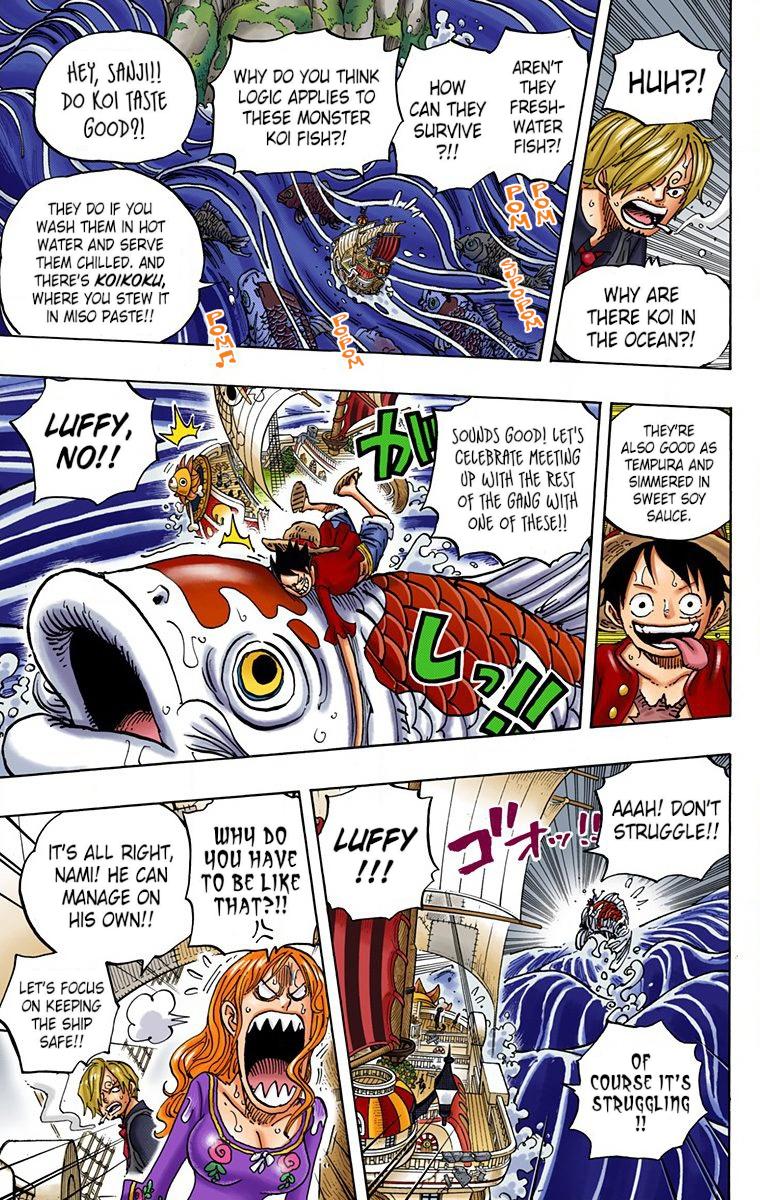 HUH?!
WHY ARE
THERE KOI IN
THE OCEAN?!
AREN'T
THEY
FRESH-
WATER
FISH?!
HOW
CAN THEY
SURVIVE
?!!
WHY DO YOU THINK
LOGIC APPLIES TO
THESE MONSTER
KOI FISH?!
HEY, SANJI!!
DO KOI TASTE
GOOD?!
THEY DO IF YOU
WASH THEM IN HOT
WATER AND SERVE
THEM CHILLED. AND
THERE'S KOIKOKU,
WHERE YOU STEW IT
IN MISO PASTE!!
POM
POM
SUPOPOM
POPOM
POM♪
THEY'RE
ALSO GOOD AS
TEMPURA AND
SIMMERED IN
SWEET SOY
SAUCE.
SOUNDS GOOD! LET'S
CELEBRATE MEETING
UP WITH THE REST
OF THE GANG WITH
ONE OF THESE!!
ガ
しっ!!
LUFFY,
NO!!
AAAH! DON'T
STRUGGLE!!
ゴオッ!!
OF
COURSE IT'S
STRUGGLING
!!
LUFFY
!!!
WHY DO
YOU HAVE
TO BE LIKE
THAT?!!
IT'S ALL RIGHT,
NAMI! HE CAN
MANAGE ON
HIS OWN!!
LET'S FOCUS
ON KEEPING
THE SHIP
SAFE!!